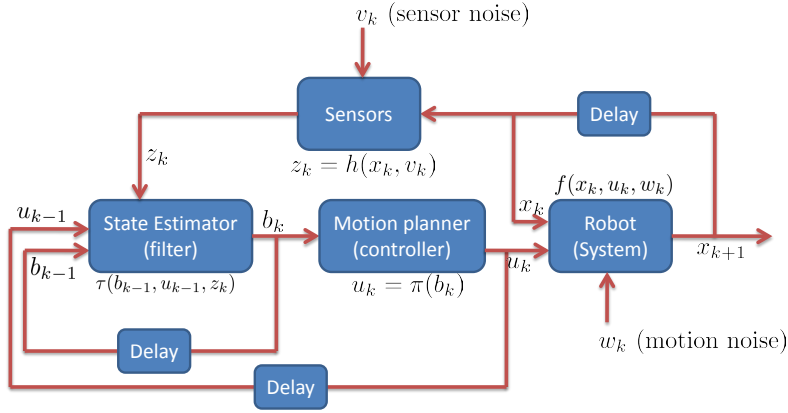 v_k (sensor noise)
Sensors
Delay
z_k
z_k = h(x_k, v_k)
f(x_k, u_k, w_k)
u_{k-1}
State Estimator
(filter)
b_k
Motion planner
(controller)
x_k
Robot
(System)
b_{k-1}
u_k
x_{k+1}
τ(b_{k-1}, u_{k-1}, z_k)
u_k = π(b_k)
w_k (motion noise)
Delay
Delay